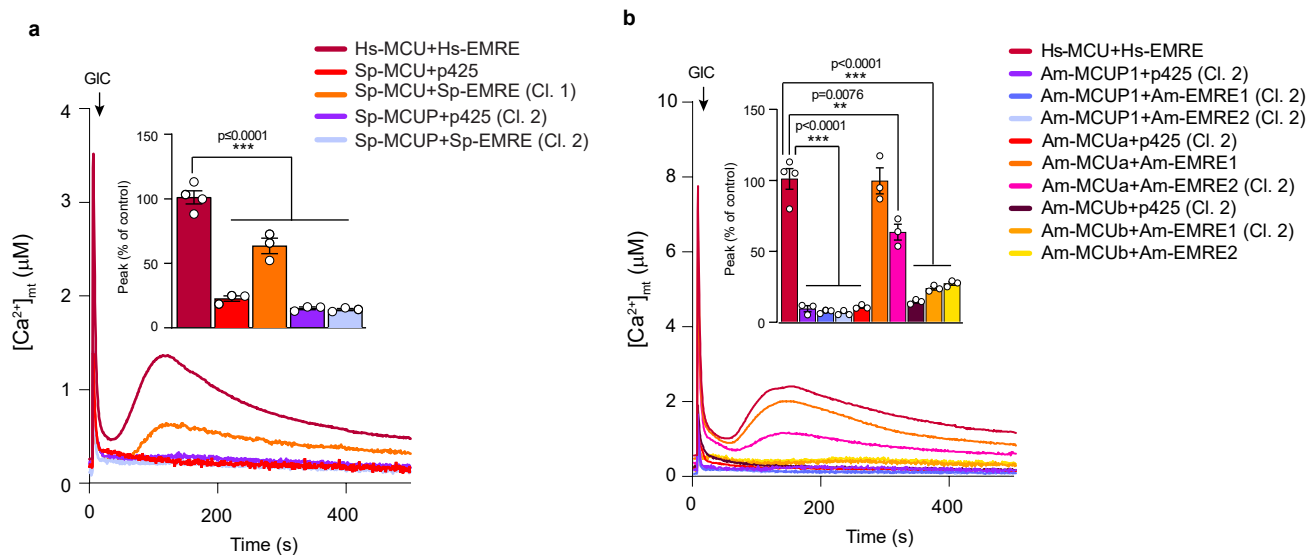 a
GIC
Hs-MCU+Hs-EMRE
Sp-MCU+p425
Sp-MCU+Sp-EMRE (Cl. 1)
Sp-MCUP+p425 (Cl. 2)
Sp-MCUP+Sp-EMRE (Cl. 2)
[Ca²⁺]mt (μM)
4
3
2
1
0
0
200
400
Time (s)
Peak (% of control)
150
100
50
0
p≤0.0001
***
b
GIC
Hs-MCU+Hs-EMRE
Am-MCUP1+p425 (Cl. 2)
Am-MCUP1+Am-EMRE1 (Cl. 2)
Am-MCUP1+Am-EMRE2 (Cl. 2)
Am-MCUa+p425 (Cl. 2)
Am-MCUa+Am-EMRE1
Am-MCUa+Am-EMRE2 (Cl. 2)
Am-MCUb+p425 (Cl. 2)
Am-MCUb+Am-EMRE1 (Cl. 2)
Am-MCUb+Am-EMRE2
[Ca²⁺]mt (μM)
10
8
6
4
2
0
0
200
400
Time (s)
Peak (% of control)
150
100
50
0
p<0.0001
***
p=0.0076
**
p<0.0001
***